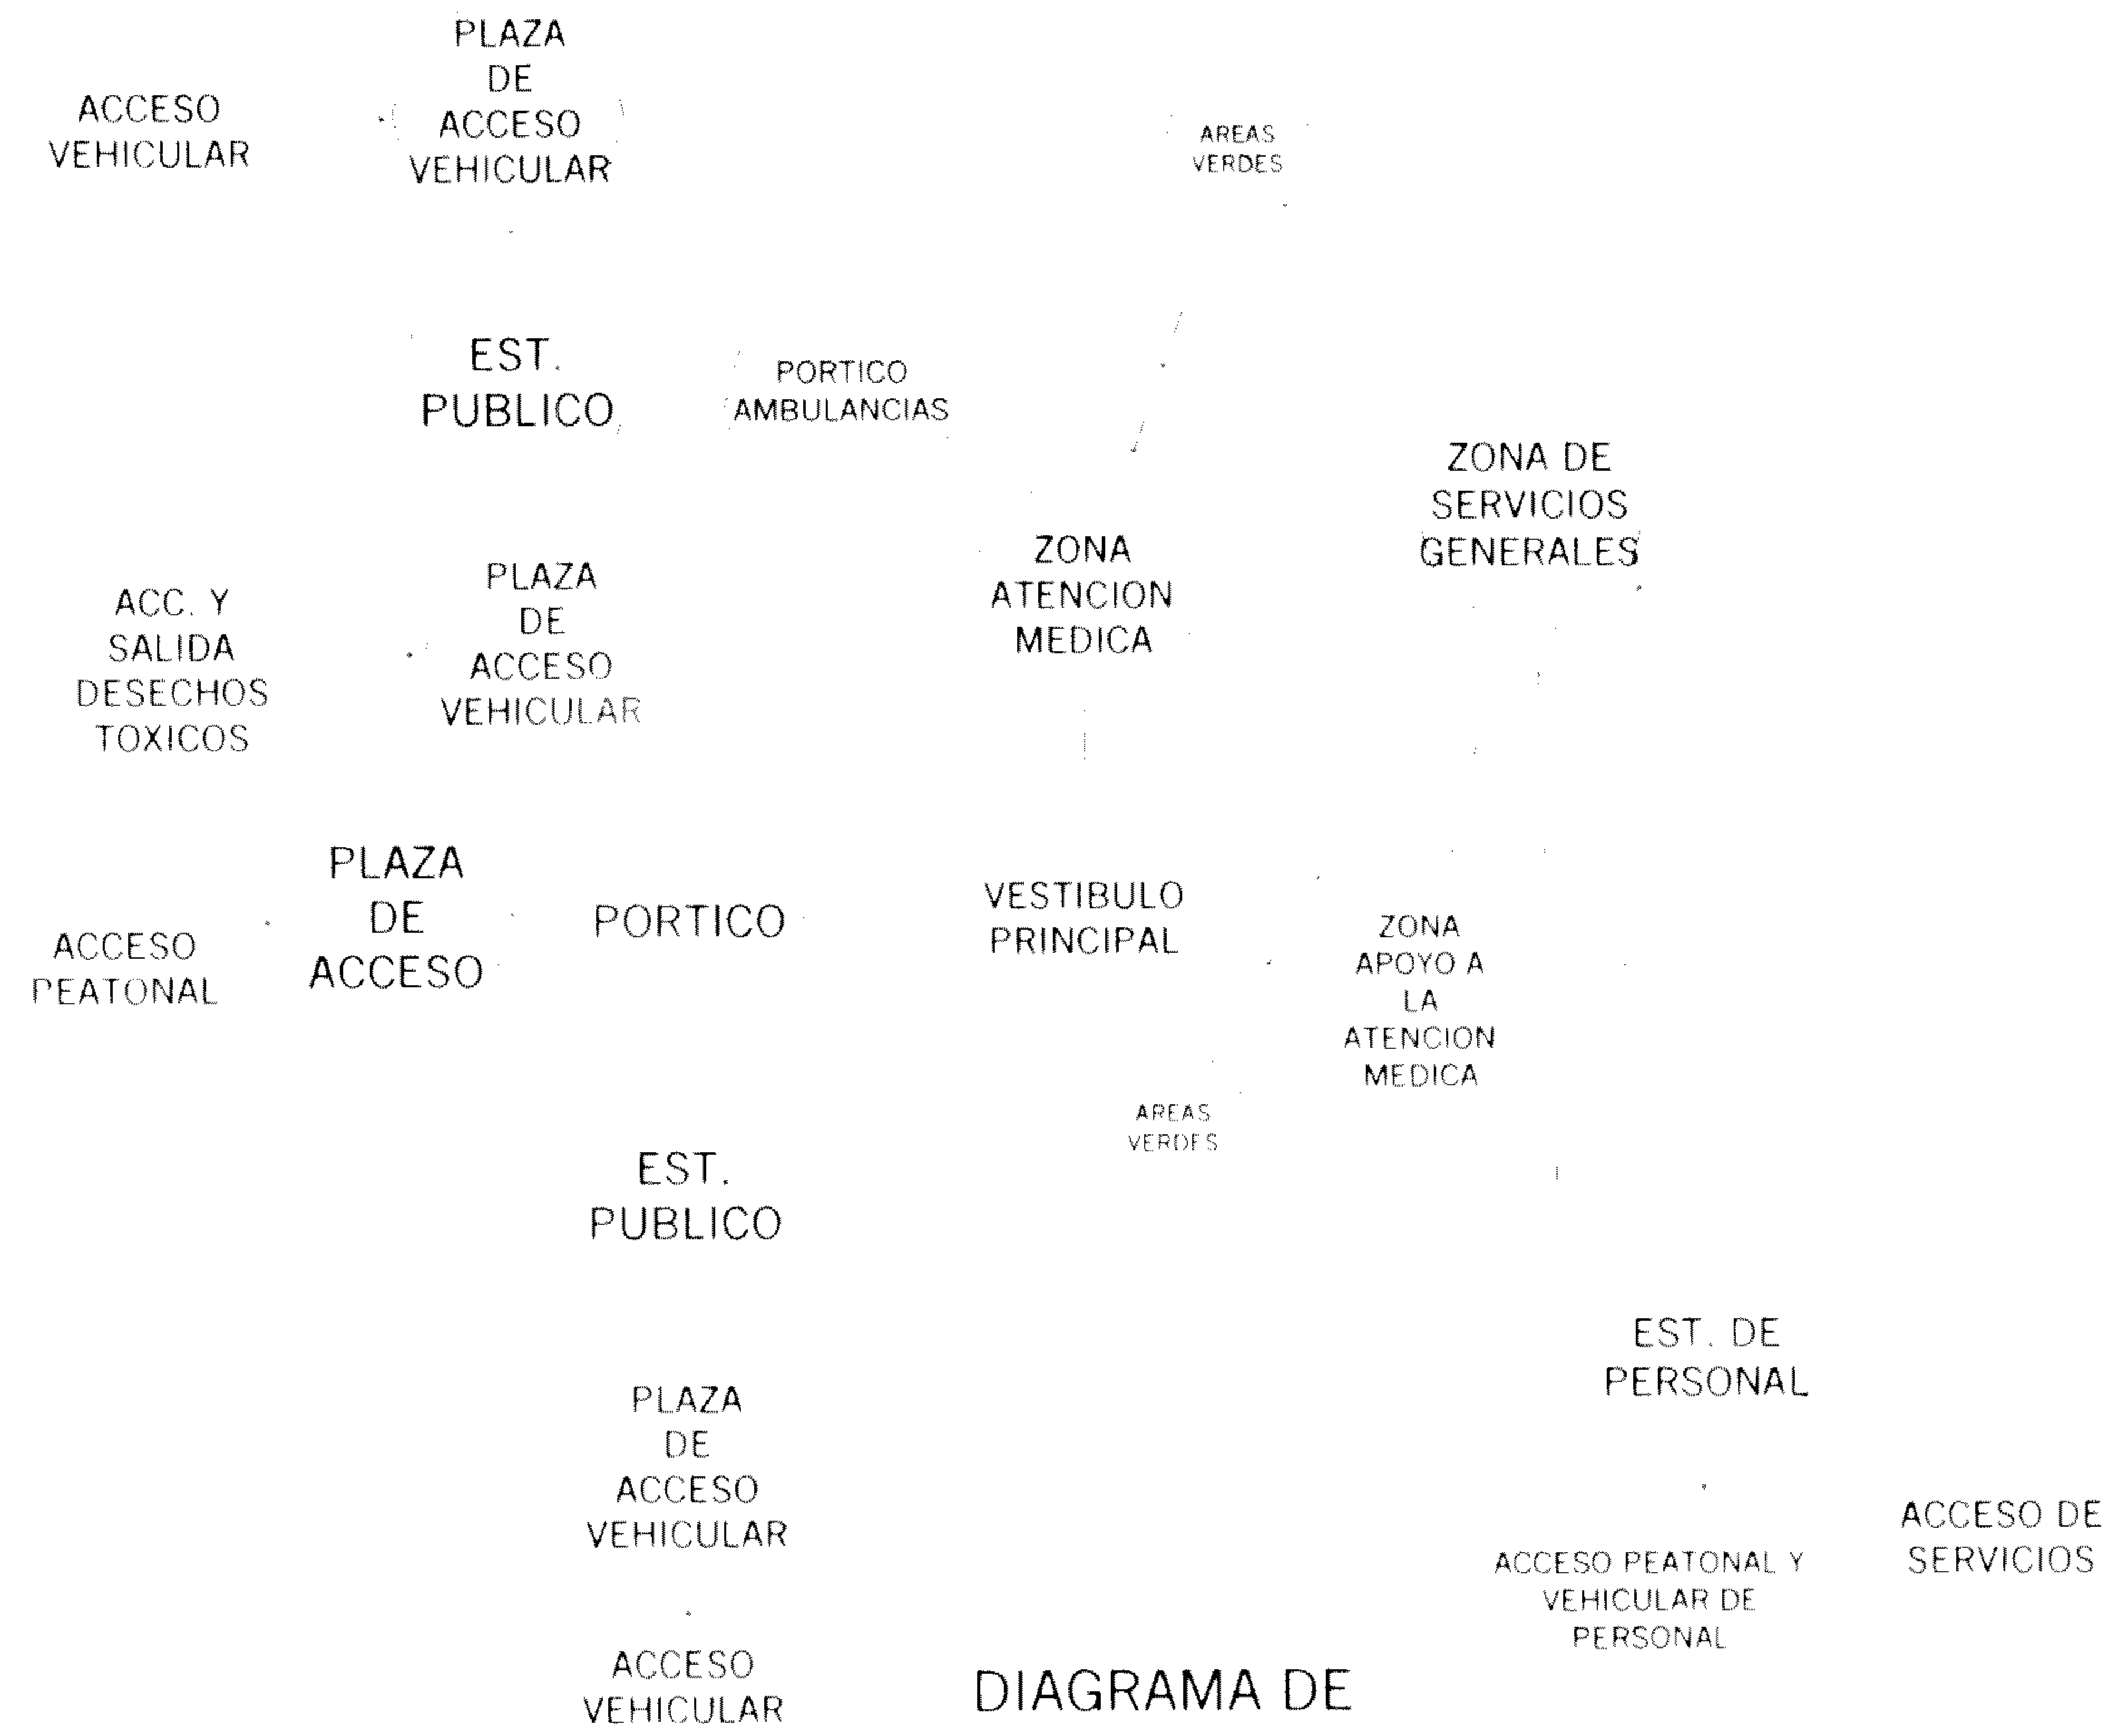 PLAZA
DE
ACCESO
VEHICULAR
ACCESO
VEHICULAR
AREAS
VERDES
EST.
PUBLICO
PORTICO
AMBULANCIAS
ZONA DE
SERVICIOS
GENERALES
ZONA
ATENCION
MEDICA
ACC. Y
SALIDA
DESECHOS
TOXICOS
PLAZA
DE
ACCESO
VEHICULAR
PLAZA
DE
ACCESO
ACCESO
PEATONAL
PORTICO
VESTIBULO
PRINCIPAL
ZONA
APOYO A
LA
ATENCION
MEDICA
AREAS
VERDES
EST.
PUBLICO
EST. DE
PERSONAL
PLAZA
DE
ACCESO
VEHICULAR
ACCESO DE
SERVICIOS
ACCESO PEATONAL Y
VEHICULAR DE
PERSONAL
ACCESO
VEHICULAR
DIAGRAMA DE